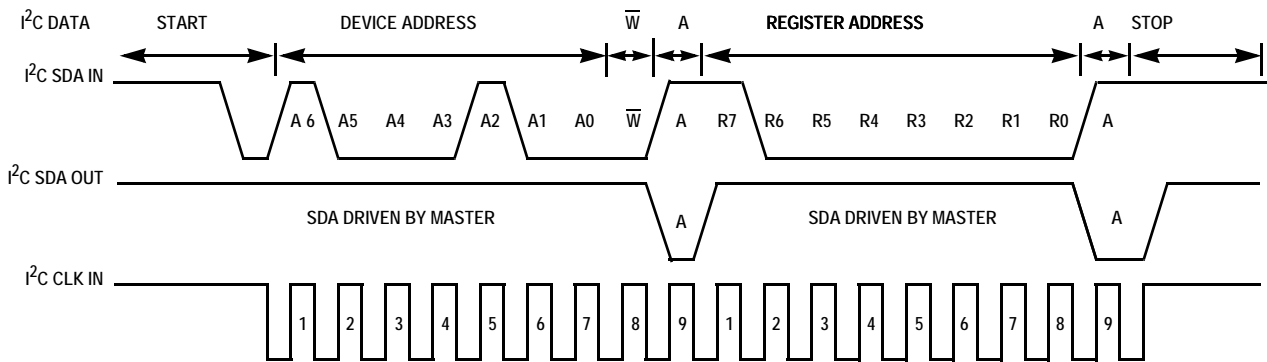 I²C DATA START DEVICE ADDRESS W̅ A REGISTER ADDRESS A STOP
I²C SDA IN
A 6 A5 A4 A3 A2 A1 A0 W̅ A R7 R6 R5 R4 R3 R2 R1 R0 A
I²C SDA OUT
SDA DRIVEN BY MASTER A SDA DRIVEN BY MASTER A
I²C CLK IN
1 2 3 4 5 6 7 8 9 1 2 3 4 5 6 7 8 9